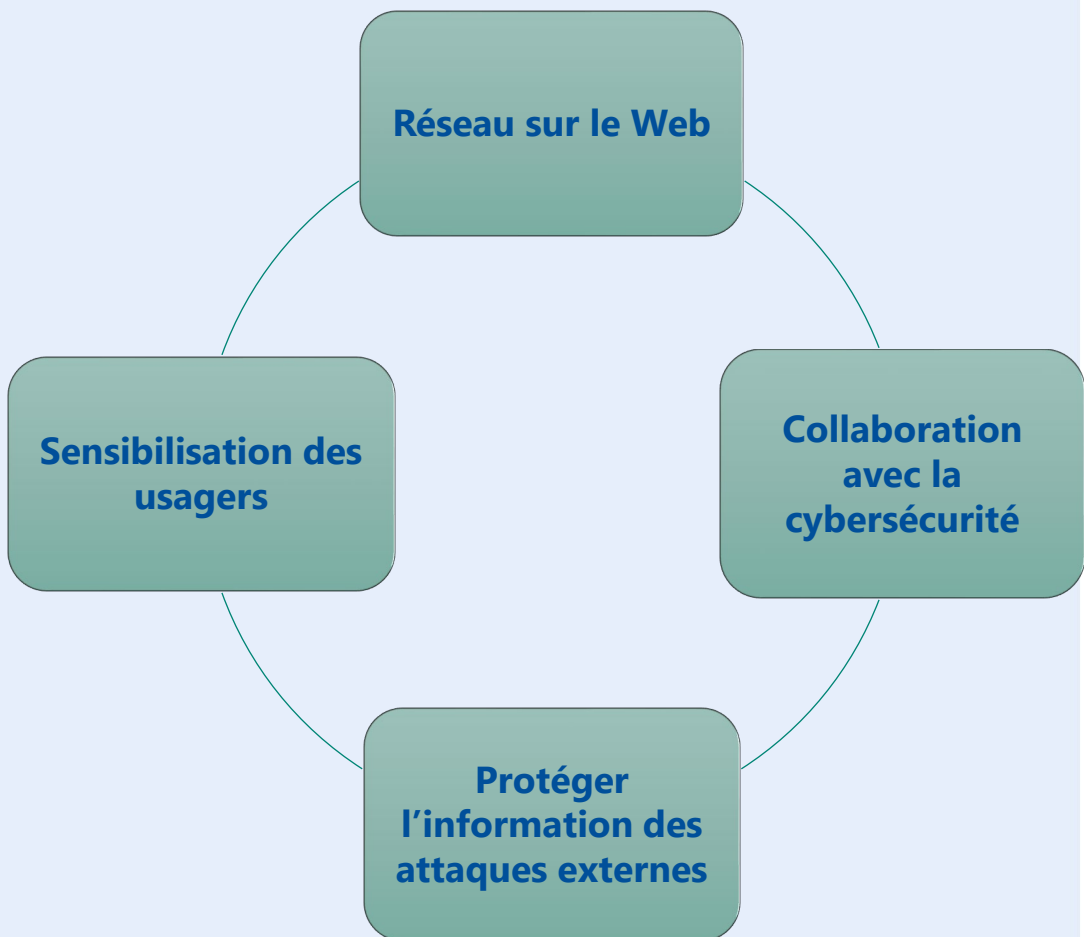 Réseau sur le Web
Sensibilisation des
usagers
Collaboration
avec la
cybersécurité
Protéger
l’information des
attaques externes